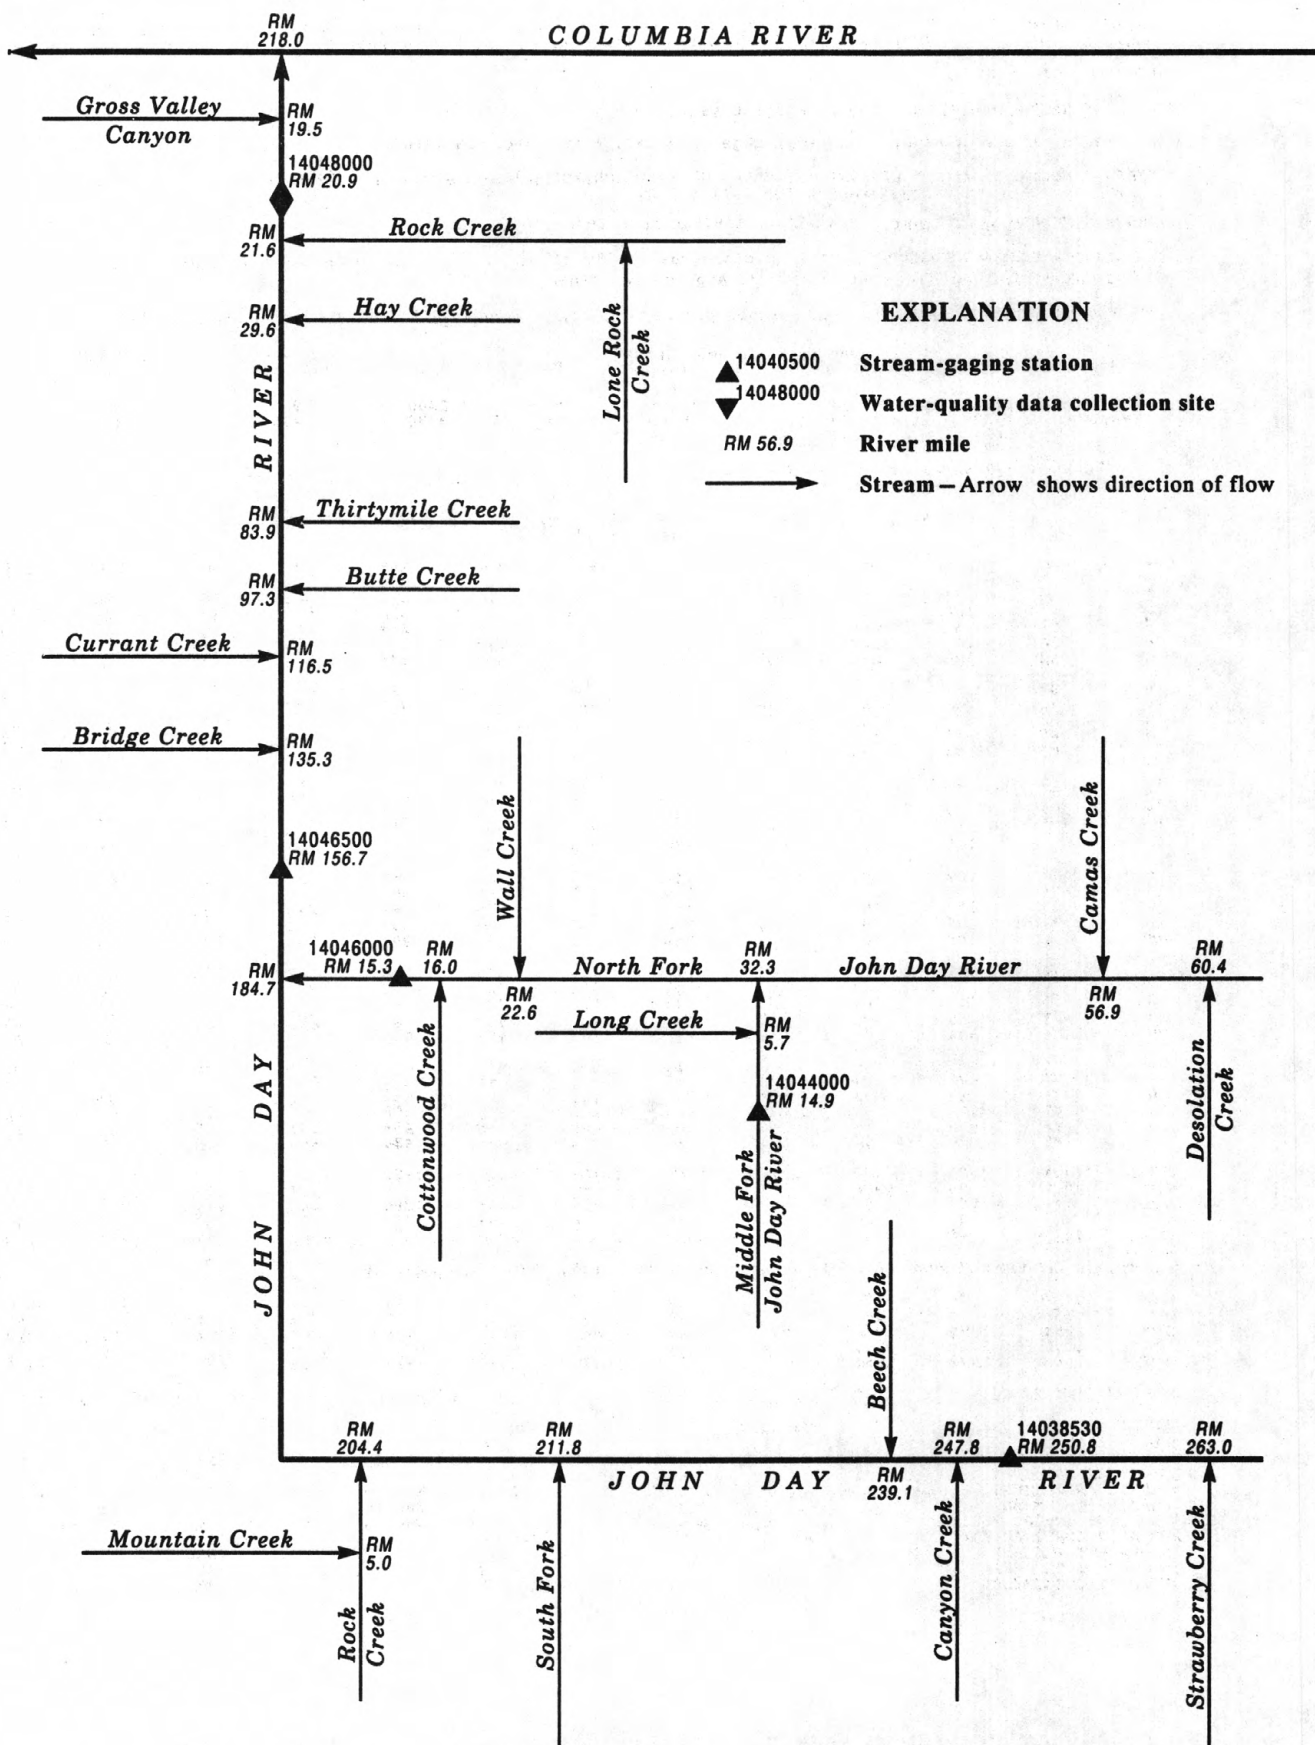 RM
218.0
COLUMBIA RIVER
Gross Valley
Canyon
RM
19.5
14048000
RM 20.9
RM
21.6
Rock Creek
RM
29.6
Hay Creek
Lone Rock
Creek
EXPLANATION
14040500 Stream-gaging station
14048000 Water-quality data collection site
RM 56.9 River mile
Stream—Arrow shows direction of flow
RM
83.9
Thirtymile Creek
RM
97.3
Butte Creek
Currant Creek
RM
116.5
Bridge Creek
RM
135.3
14046500
RM 156.7
Wall Creek
Camas Creek
RM
184.7
14046000
RM 15.3
RM
16.0
RM
22.6
North Fork
RM
32.3
John Day River
RM
56.9
RM
60.4
Long Creek
RM
5.7
14044000
RM 14.9
Cottonwood Creek
Middle Fork
John Day River
Desolation
Creek
JOHN DAY RIVER
Beech Creek
RM
204.4
RM
211.8
JOHN DAY RIVER
RM
239.1
RM
247.8
14038530
RM 250.8
RM
263.0
Mountain Creek
RM
5.0
Rock
Creek
South Fork
Canyon Creek
Strawberry Creek